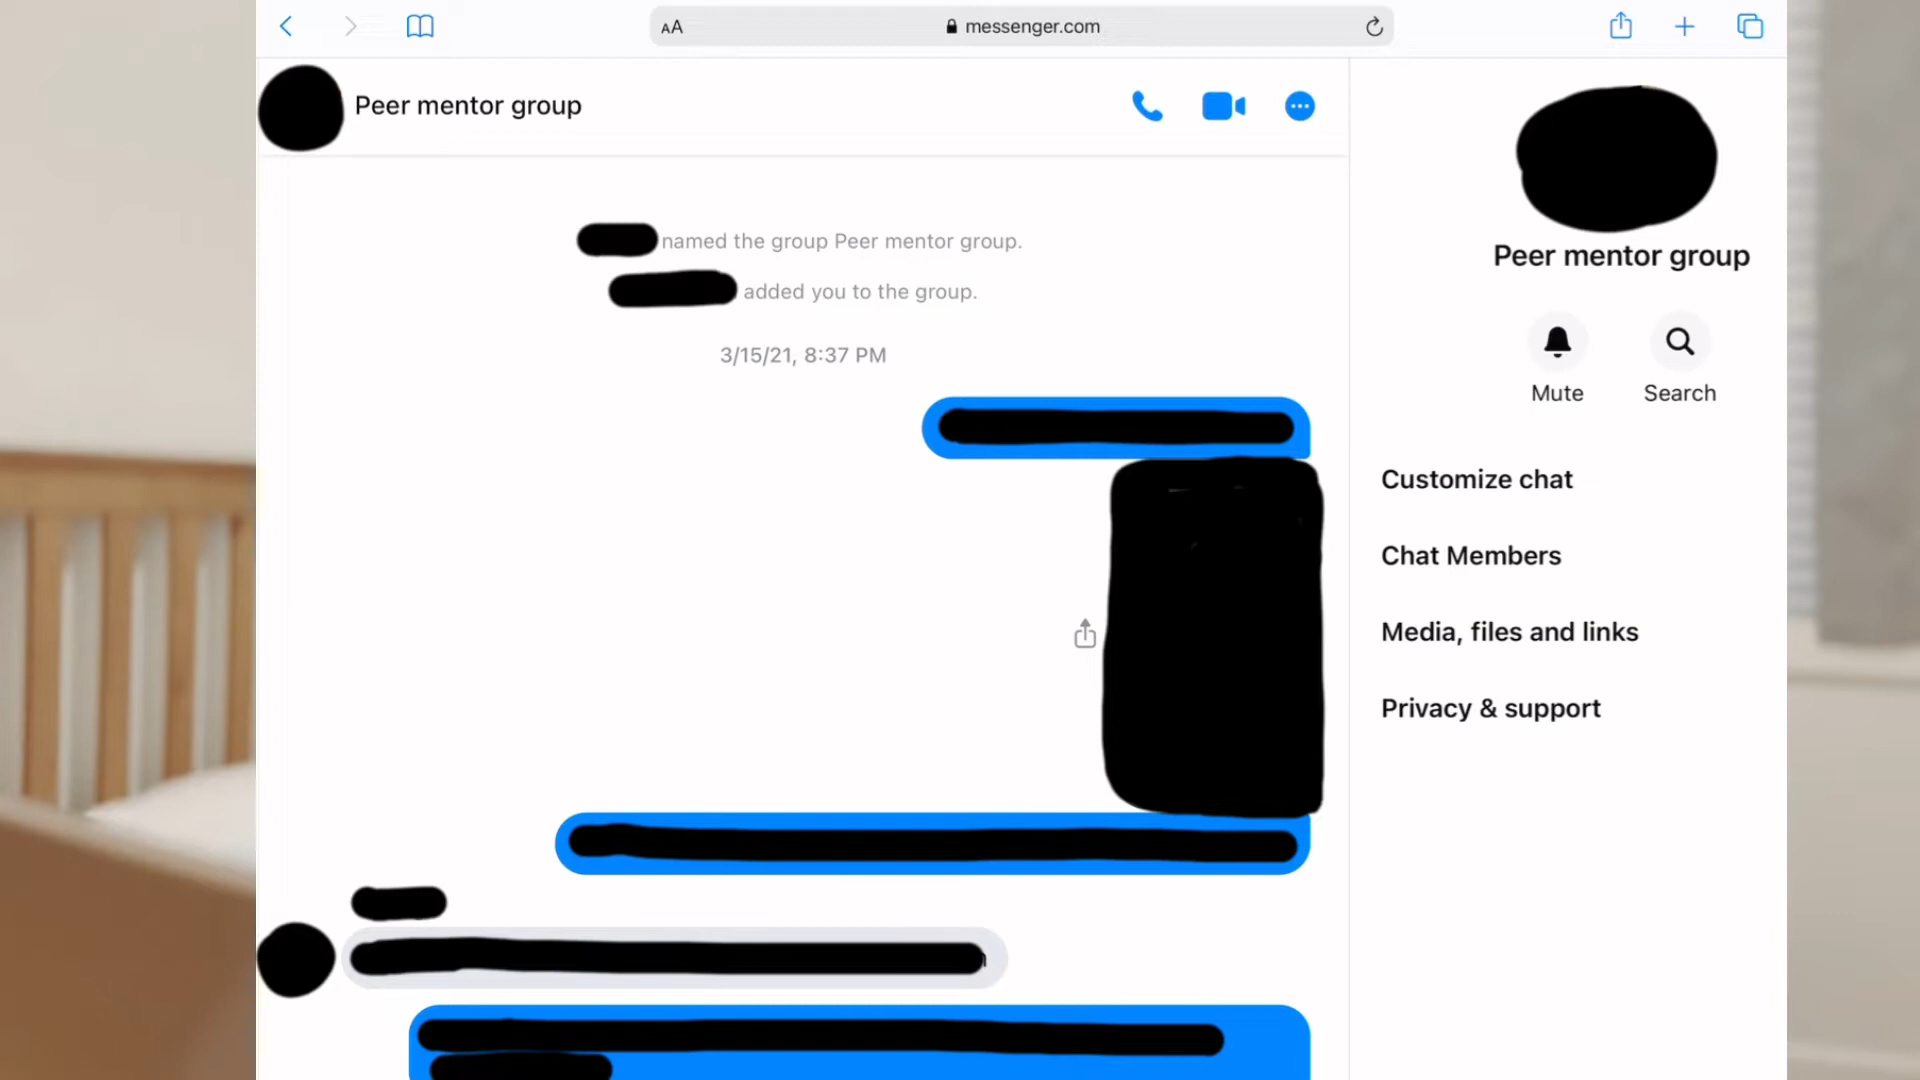 AA messenger.com
Peer mentor group
named the group Peer mentor group.
added you to the group.
3/15/21, 8:37 PM
Peer mentor group
Mute Search
Customize chat
Chat Members
Media, files and links
Privacy & support